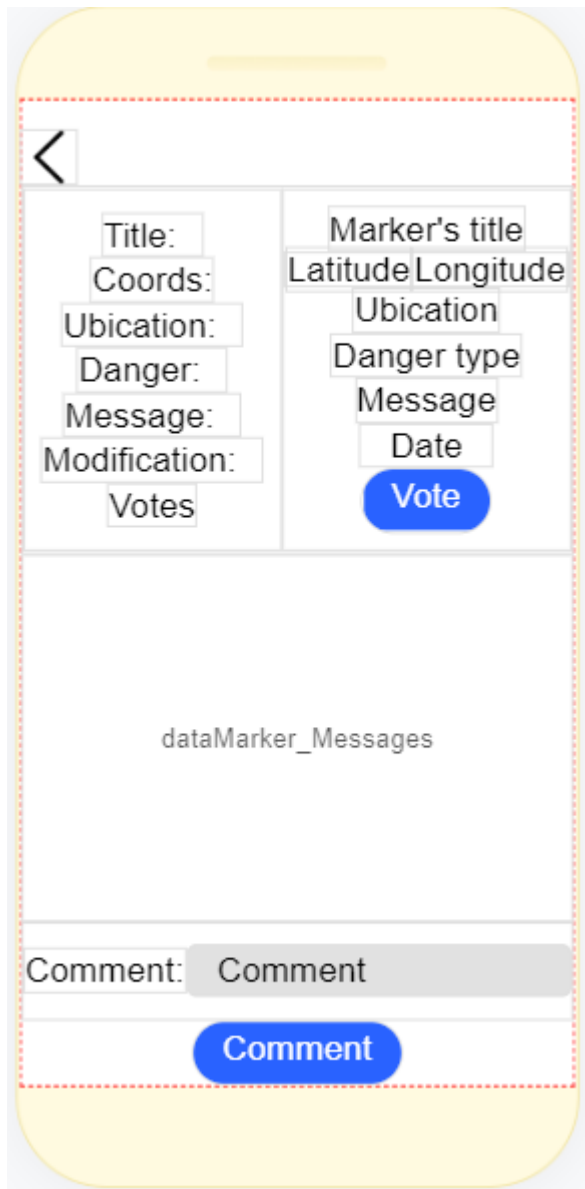 Title: Marker's title
Coords: Latitude Longitude
Ubication: Ubication
Danger: Danger type
Message: Message
Modification: Date
Votes Vote
dataMarker_Messages
Comment: Comment
Comment